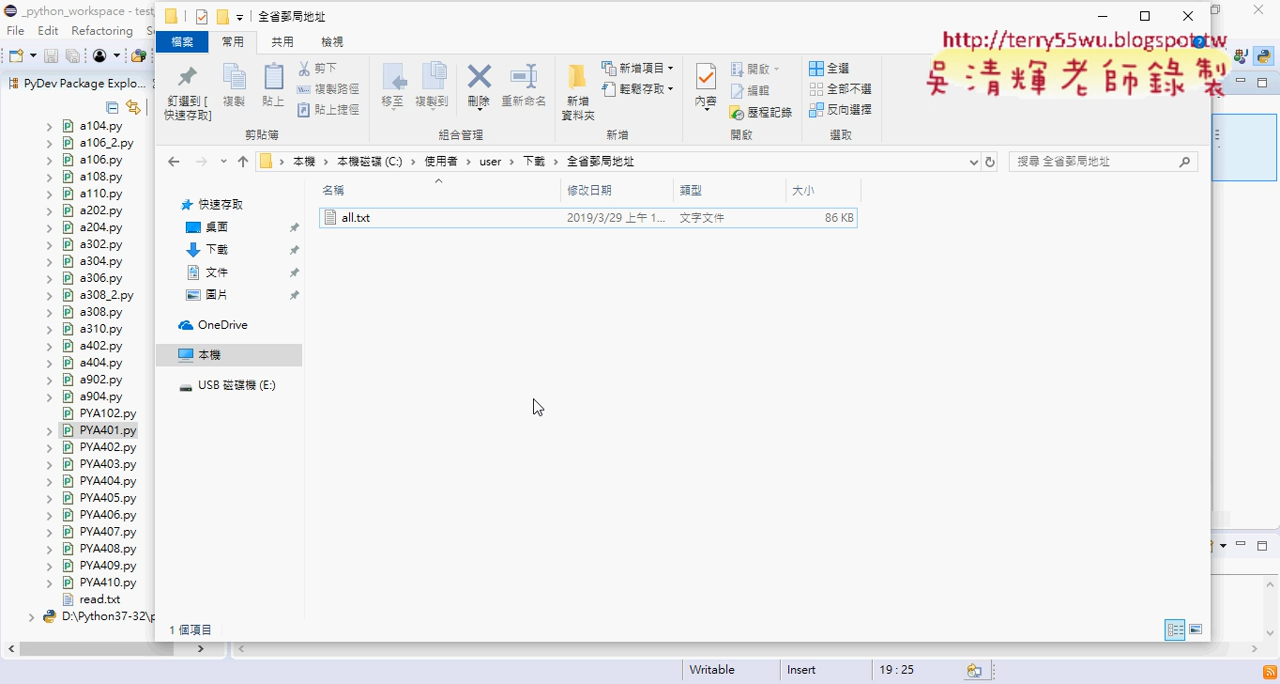 _python_workspace - test
全省郵局地址
http://terry55wu.blogspot.tw
吳清輝老師錄製
File Edit Refactoring
檔案 常用 共用 檢視
釘選到 [快速存取]
複製
貼上
剪下
複製路徑
貼上捷徑
剪貼簿
移至
複製到
刪除
重新命名
組合管理
新增資料夾
新增項目
輕鬆存取
新增
內容
開啟
編輯
歷程記錄
開啟
全選
全部不選
反向選擇
選取
PyDev Package Explo...
本機 › 本機磁碟 (C:) › 使用者 › user › 下載 › 全省郵局地址
搜尋 全省郵局地址
名稱 修改日期 類型 大小
all.txt 2019/3/29 上午 1... 文字文件 86 KB
快速存取
桌面
下載
文件
圖片
OneDrive
本機
USB 磁碟機 (E:)
a104.py
a106_2.py
a106.py
a108.py
a110.py
a202.py
a204.py
a302.py
a304.py
a306.py
a308_2.py
a308.py
a310.py
a402.py
a404.py
a902.py
a904.py
PYA102.py
PYA401.py
PYA402.py
PYA403.py
PYA404.py
PYA405.py
PYA406.py
PYA407.py
PYA408.py
PYA409.py
PYA410.py
read.txt
D:\Python37-32\p
1 個項目
Writable Insert 19 : 25